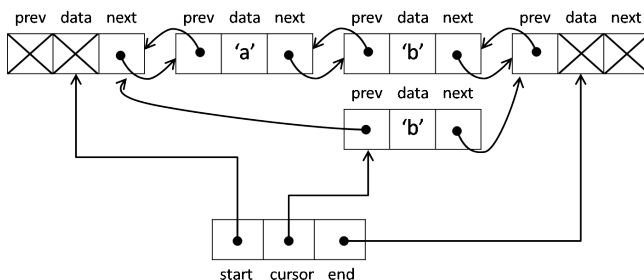 prev data next prev data next prev data next prev data next
‘a’ ‘b’
prev data next
‘b’
start cursor end